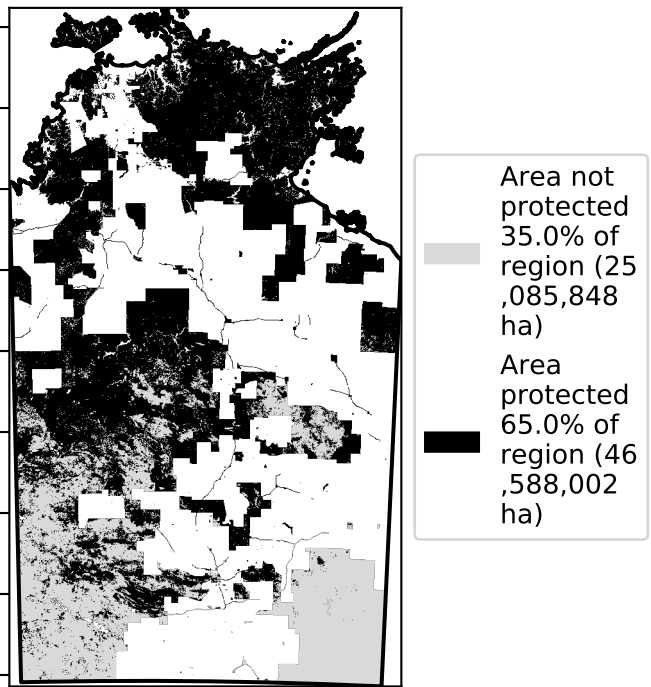 Area not
protected
35.0% of
region (25
,085,848
ha)
Area
protected
65.0% of
region (46
,588,002
ha)